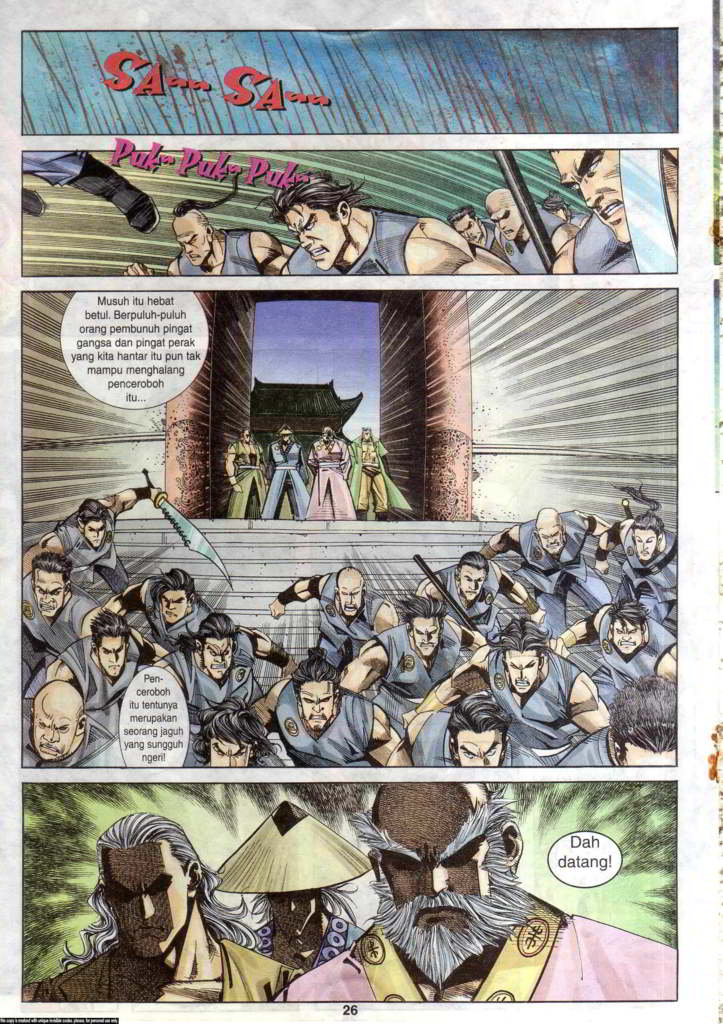 SA~~ SA~~
Puk~ Puk~ Puk~
Musuh itu hebat
betul. Berpuluh-puluh
orang pembunuh pingat
gangsa dan pingat perak
yang kita hantar itu pun tak
mampu menghalang
penceroboh
itu...
Pen-
ceroboh
itu tentunya
merupakan
seorang yang
sungguh
ngeri!
Dah
datang!
26